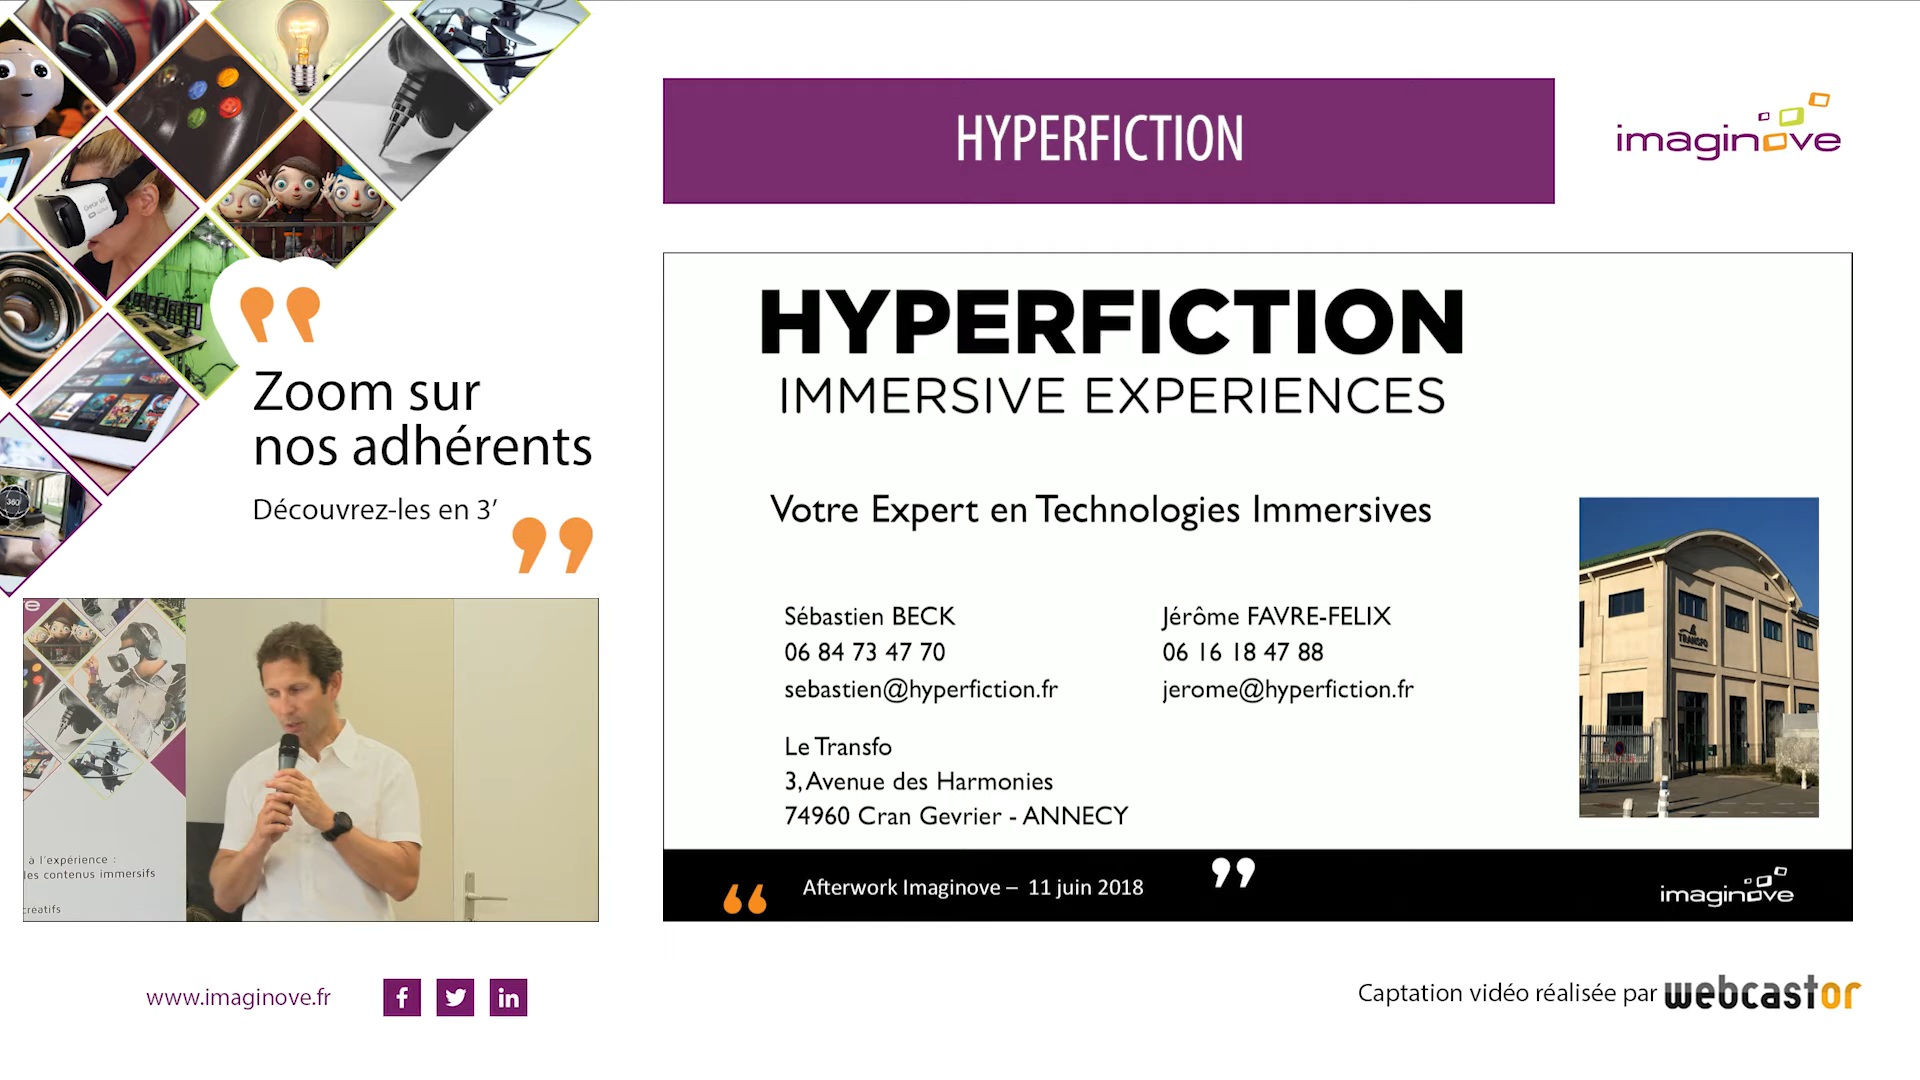 HYPERFICTION
imaginove
Zoom sur
nos adhérents
Découvrez-les en 3’
HYPERFICTION
IMMERSIVE EXPERIENCES
Votre Expert en Technologies Immersives
Sébastien BECK
06 84 73 47 70
sebastien@hyperfiction.fr
Jérôme FAVRE-FELIX
06 16 18 47 88
jerome@hyperfiction.fr
Le Transfo
3, Avenue des Harmonies
74960 Cran Gevrier - ANNECY
TRANSFO
Afterwork Imaginove – 11 juin 2018
imaginove
à l'expérience :
les contenus immersifs
créatifs
360
www.imaginove.fr
Captation vidéo réalisée par webcastor